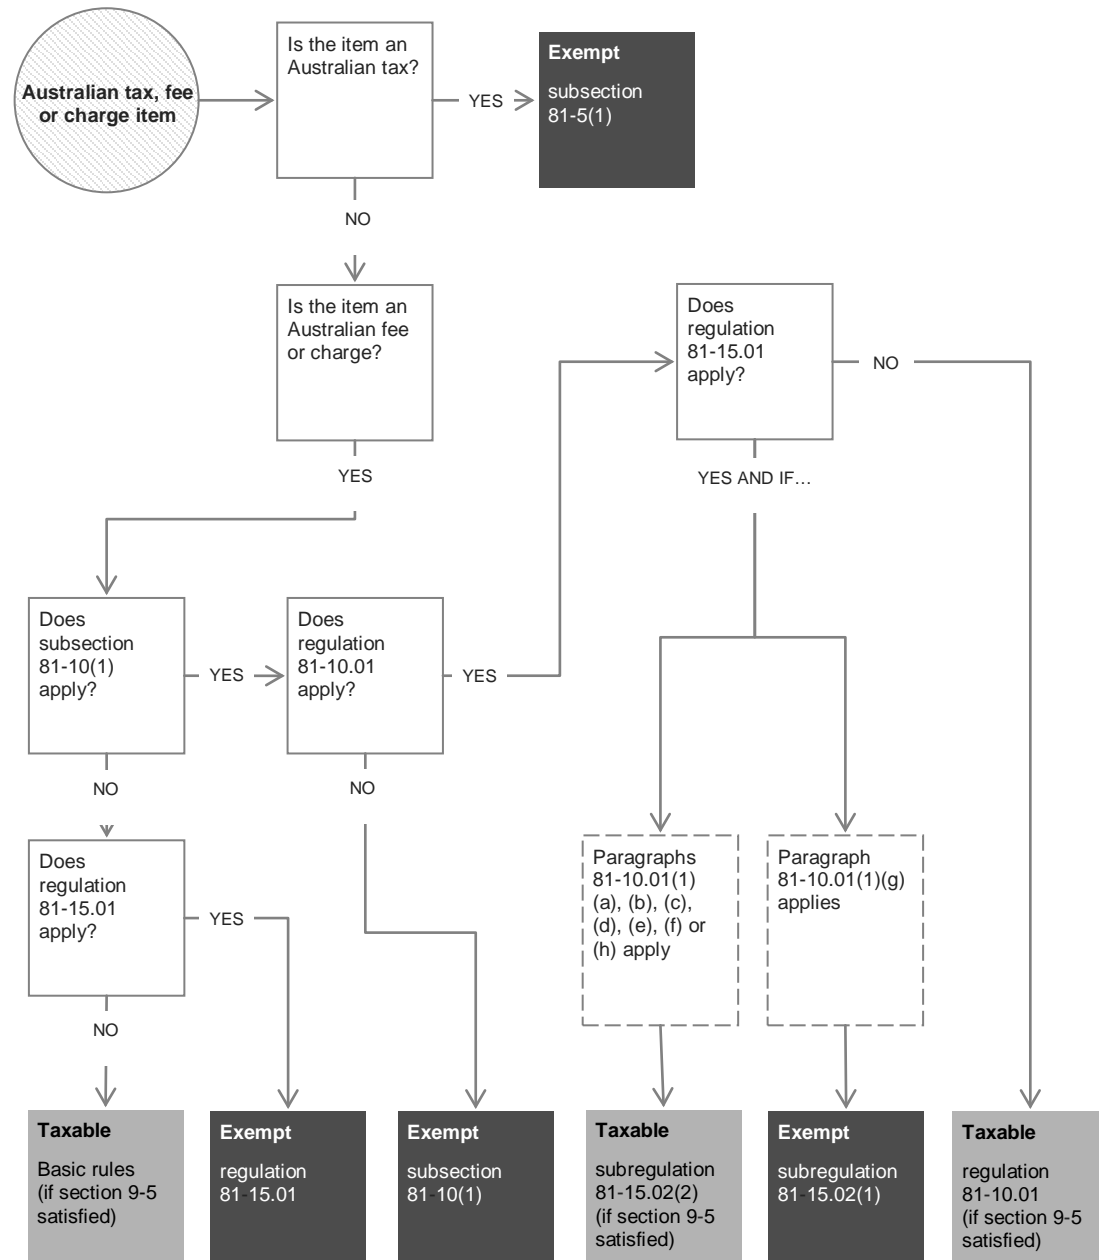 Australian tax, fee
or charge item
Is the item an
Australian tax?
YES
Exempt
subsection
81-5(1)
NO
Is the item an
Australian fee
or charge?
Does
regulation
81-15.01
apply?
NO
YES
YES AND IF…
Does
subsection
81-10(1)
apply?
YES
Does
regulation
81-10.01
apply?
YES
NO
NO
Does
regulation
81-15.01
apply?
YES
Paragraphs
81-10.01(1)
(a), (b), (c),
(d), (e), (f) or
(h) apply
Paragraph
81-10.01(1)(g)
applies
NO
Taxable
Basic rules
(if section 9-5
satisfied)
Exempt
regulation
81-15.01
Exempt
subsection
81-10(1)
Taxable
subregulation
81-15.02(2)
(if section 9-5
satisfied)
Exempt
subregulation
81-15.02(1)
Taxable
regulation
81-10.01
(if section 9-5
satisfied)